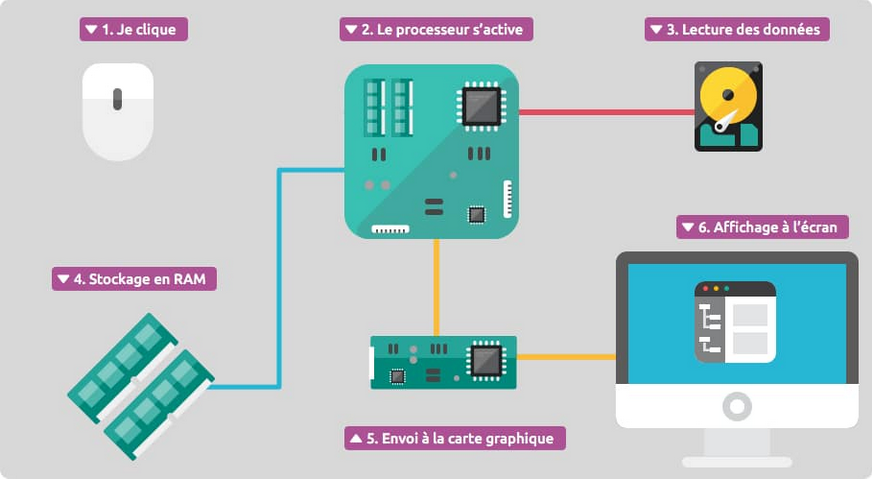 1. Je clique
2. Le processeur s’active
3. Lecture des données
4. Stockage en RAM
5. Envoi à la carte graphique
6. Affichage à l’écran